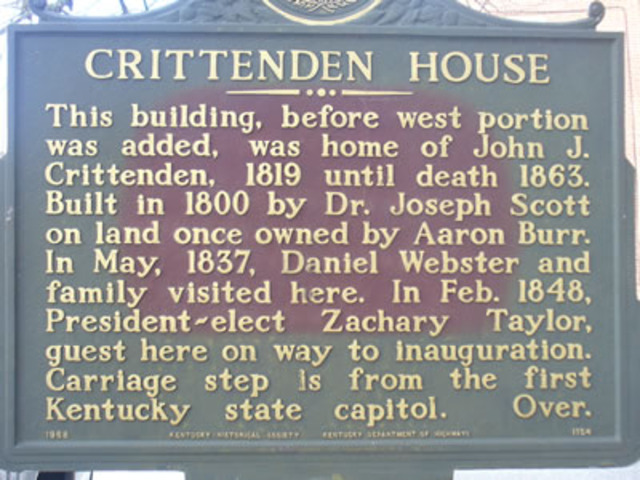 CRITTENDEN HOUSE
This building, before west portion
was added, was home of John J.
Crittenden, 1819 until death 1863.
Built in 1800 by Dr. Joseph Scott
on land once owned by Aaron Burr.
In May, 1837, Daniel Webster and
family visited here. In Feb. 1848,
President-elect Zachary Taylor,
guest here on way to inauguration.
Carriage step is from the first
Kentucky state capitol. Over.
KENTUCKY HISTORICAL SOCIETY KENTUCKY DEPARTMENT OF HIGHWAYS